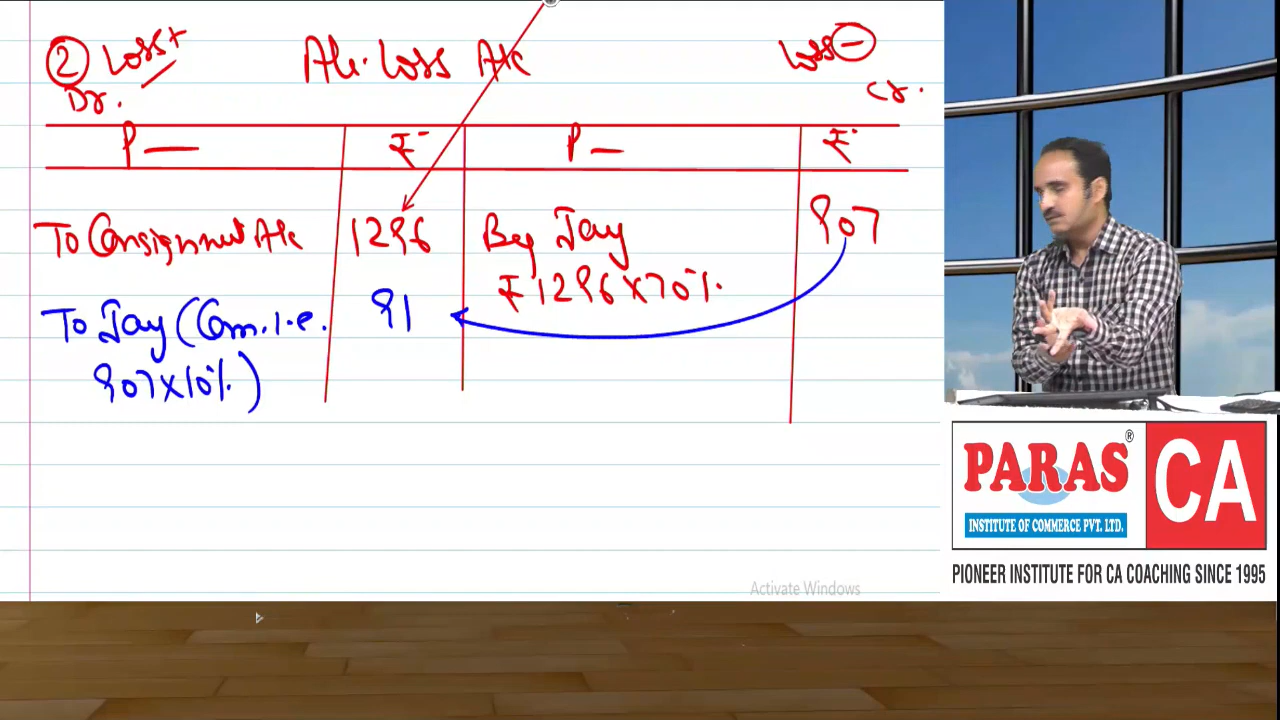 ② Loss +
Dr.
Ab. Loss A/c
Loss ⊖
Cr.
P — ₹ P — ₹
To Consignment A/c 1296 By Jay 907
₹1296×70%.
To Jay (Com. i.e. 91
907×10%)
Activate Windows
PARAS®
INSTITUTE OF COMMERCE PVT. LTD.
CA
PIONEER INSTITUTE FOR CA COACHING SINCE 1995